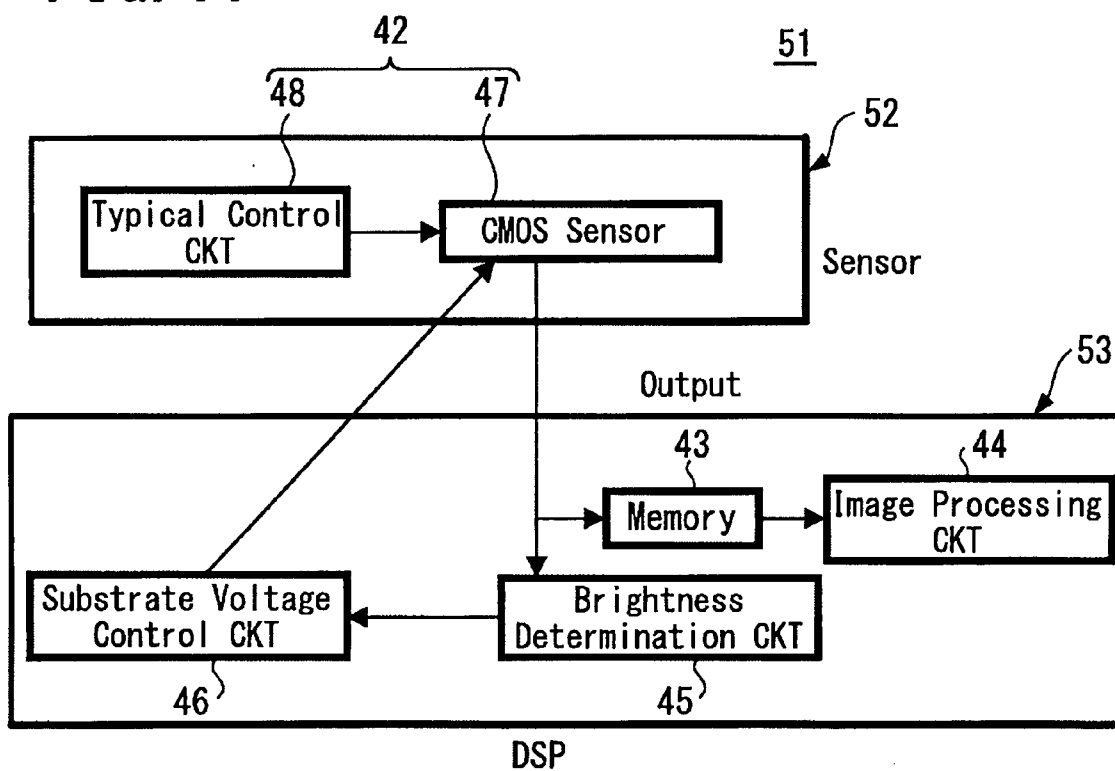 42
51
48
47
52
Typical Control
CKT
CMOS Sensor
Sensor
53
Output
43
44
Memory
Image Processing
CKT
Substrate Voltage
Control CKT
Brightness
Determination CKT
46
45
DSP